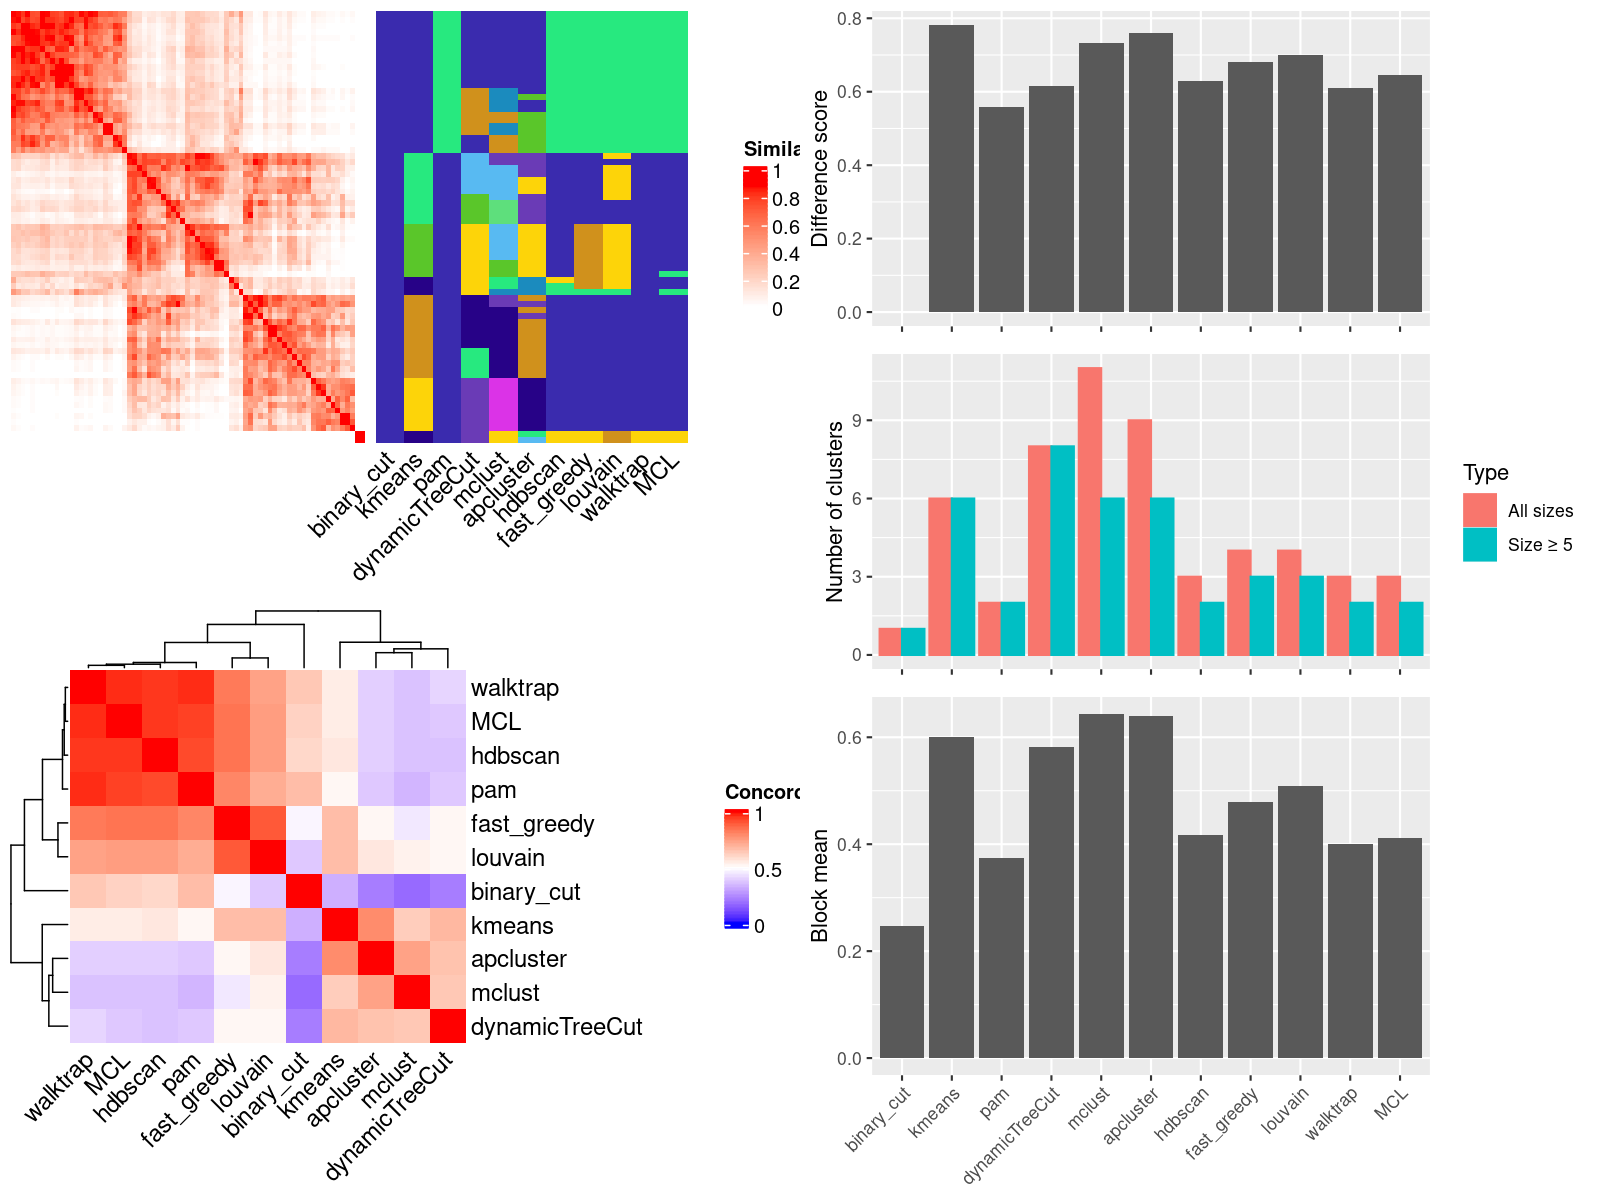 Simila
1
0.8
0.6
0.4
0.2
0
binary_cut
kmeans
pam
dynamicTreeCut
mclust
apcluster
hdbscan
fast_greedy
louvain
walktrap
MCL
walktrap
MCL
hdbscan
pam
fast_greedy
louvain
binary_cut
kmeans
apcluster
mclust
dynamicTreeCut
walktrap
MCL
hdbscan
pam
fast_greedy
louvain
binary_cut
kmeans
apcluster
mclust
dynamicTreeCut
Concord
1
0.5
0
Difference score
0.8
0.6
0.4
0.2
0.0
Number of clusters
9
6
3
0
Type
All sizes
Size ≥ 5
Block mean
0.6
0.4
0.2
0.0
binary_cut
kmeans
pam
dynamicTreeCut
mclust
apcluster
hdbscan
fast_greedy
louvain
walktrap
MCL